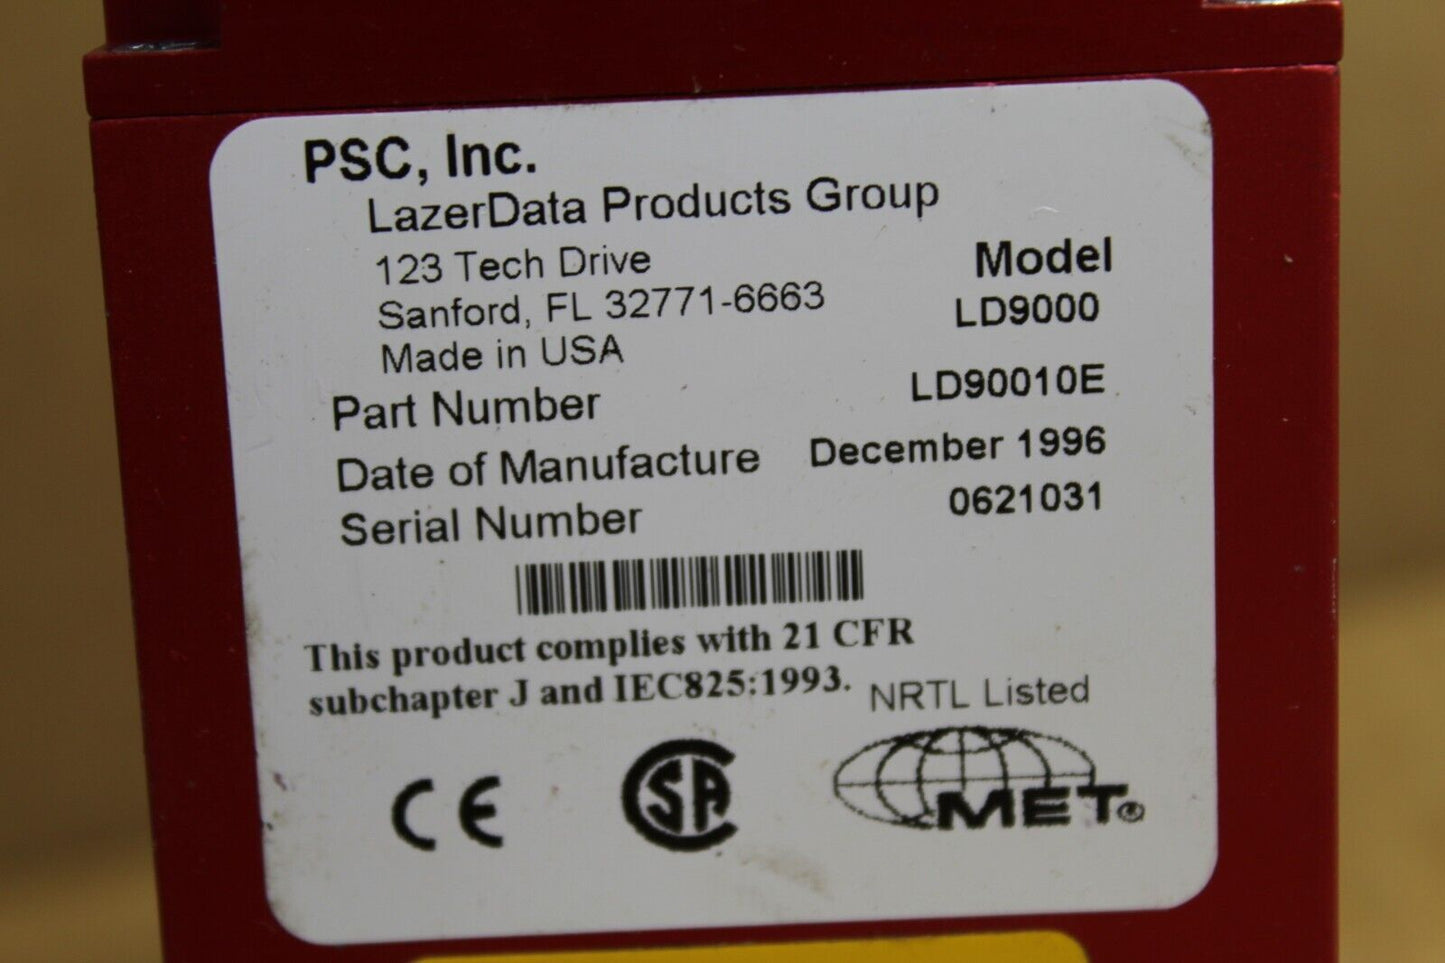 PSC, Inc.
LazerData Products Group
123 Tech Drive
Sanford, FL 32771-6663
Made in USA
Model
LD9000
Part Number LD90010E
Date of Manufacture December 1996
Serial Number 0621031
This product complies with 21 CFR
subchapter J and IEC825:1993.
NRTL Listed
CE
CSA
MET®